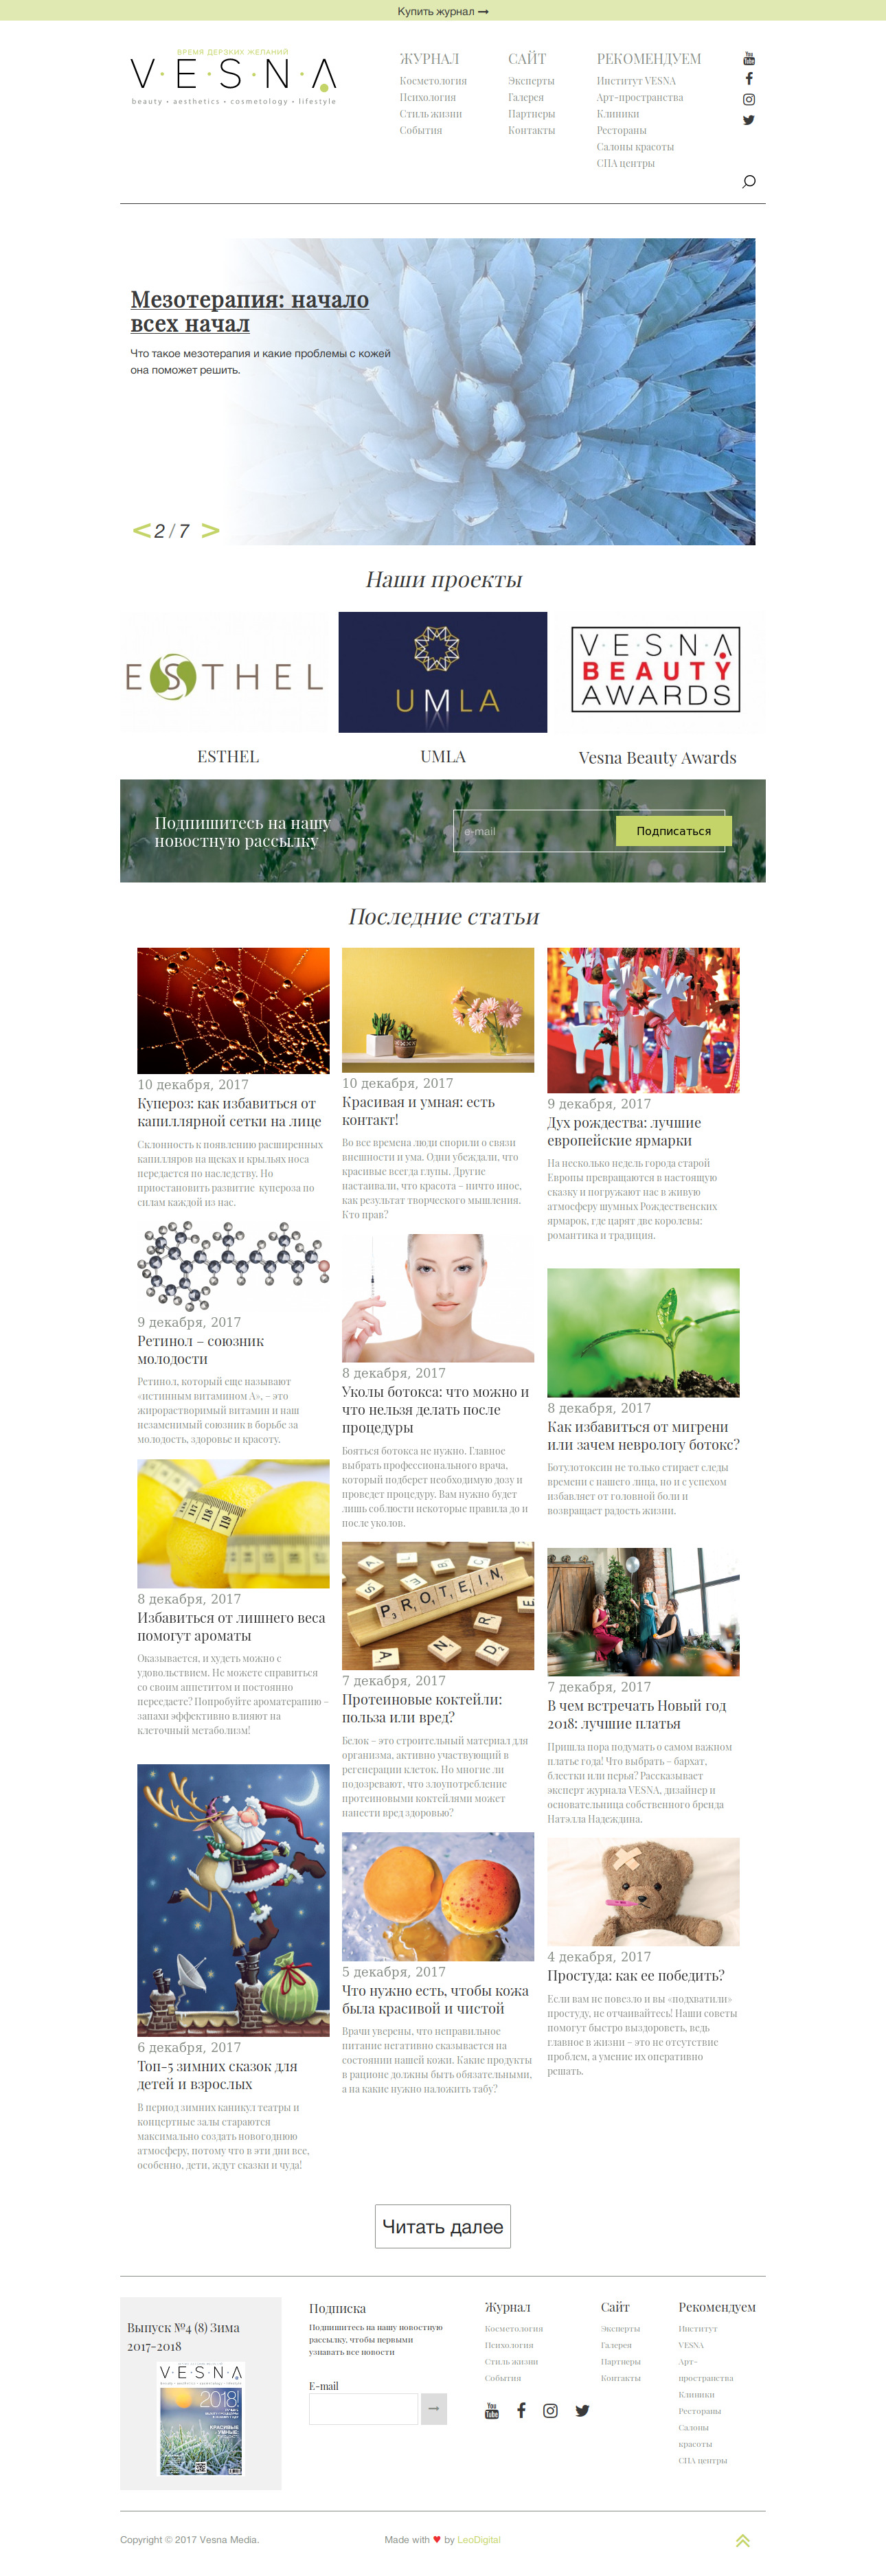 Купить журнал
ВРЕМЯ ДЕРЗКИХ ЖЕЛАНИЙ
V·E·S·N·A
beauty • aesthetics • cosmetology • lifestyle
ЖУРНАЛ
Косметология
Психология
Стиль жизни
События
САЙТ
Эксперты
Галерея
Партнеры
Контакты
РЕКОМЕНДУЕМ
Институт VESNA
Арт-пространства
Клиники
Рестораны
Салоны красоты
СПА центры
Мезотерапия: начало
всех начал
Что такое мезотерапия и какие проблемы с кожей
она поможет решить.
< 2 / 7 >
Наши проекты
ESTHEL
UMLA
V·E·S·N·A
BEAUTY
AWARDS
ESTHEL
UMLA
Vesna Beauty Awards
Подпишитесь на нашу
новостную рассылку
e-mail
Подписаться
Последние статьи
10 декабря, 2017
Купероз: как избавиться от
капиллярной сетки на лице
Склонность к появлению расширенных
капилляров на щеках и крыльях носа
передается по наследству. Но
приостановить развитие купероза по
силам каждой из нас.
9 декабря, 2017
Ретинол – союзник
молодости
Ретинол, который еще называют
«истинным витамином А», – это
жирорастворимый витамин и наш
незаменимый союзник в борьбе за
молодость, здоровье и красоту.
117
118
119
8 декабря, 2017
Избавиться от лишнего веса
помогут ароматы
Оказывается, и худеть можно с
удовольствием. Не можете справиться
со своим аппетитом и постоянно
переедаете? Попробуйте ароматерапию –
запахи эффективно влияют на
клеточный метаболизм!
6 декабря, 2017
Топ-5 зимних сказок для
детей и взрослых
В период зимних каникул театры и
концертные залы стараются
максимально создать новогоднюю
атмосферу, потому что в эти дни все,
особенно, дети, ждут сказки и чуда!
10 декабря, 2017
Красивая и умная: есть
контакт!
Во все времена люди спорили о связи
внешности и ума. Одни убеждали, что
красивые всегда глупы. Другие
настаивали, что красота – ничто иное,
как результат творческого мышления.
Кто прав?
8 декабря, 2017
Уколы ботокса: что можно и
что нельзя делать после
процедуры
Бояться ботокса не нужно. Главное
выбрать профессионального врача,
который подберет необходимую дозу и
проведет процедуру. Вам нужно будет
лишь соблюсти некоторые правила до и
после уколов.
PROTEIN
7 декабря, 2017
Протеиновые коктейли:
польза или вред?
Белок – это строительный материал для
организма, активно участвующий в
регенерации клеток. Но многие ли
подозревают, что злоупотребление
протеиновыми коктейлями может
нанести вред здоровью?
5 декабря, 2017
Что нужно есть, чтобы кожа
была красивой и чистой
Врачи уверены, что неправильное
питание негативно сказывается на
состоянии нашей кожи. Какие продукты
в рационе должны быть обязательными,
а на какие нужно наложить табу?
9 декабря, 2017
Дух рождества: лучшие
европейские ярмарки
На несколько недель города старой
Европы превращаются в настоящую
сказку и погружают нас в живую
атмосферу шумных Рождественских
ярмарок, где царят две королевы:
романтика и традиция.
8 декабря, 2017
Как избавиться от мигрени
или зачем неврологу ботокс?
Ботулотоксин не только стирает следы
времени с нашего лица, но и с успехом
избавляет от головной боли и
возвращает радость жизни.
7 декабря, 2017
В чем встречать Новый год
2018: лучшие платья
Пришла пора подумать о самом важном
платье года! Что выбрать – бархат,
блестки или перья? Рассказывает
эксперт журнала VESNA, дизайнер и
основательница собственного бренда
Натэлла Надеждина.
4 декабря, 2017
Простуда: как ее победить?
Если вам не повезло и вы «подхватили»
простуду, не отчаивайтесь! Наши советы
помогут быстро выздороветь, ведь
главное в жизни – это не отсутствие
проблем, а умение их оперативно
решать.
Читать далее
Выпуск №4 (8) Зима
2017-2018
V·E·S·N·A
2018
КРАСИВЫЕ
УМНЫЕ
Подписка
Подпишитесь на нашу новостную
рассылку, чтобы первыми
узнавать все новости
E-mail
Журнал
Косметология
Психология
Стиль жизни
События
You
Tube
Сайт
Эксперты
Галерея
Партнеры
Контакты
Рекомендуем
Институт
VESNA
Арт-
пространства
Клиники
Рестораны
Салоны
красоты
СПА центры
Copyright © 2017 Vesna Media.
Made with ♥ by LeoDigital